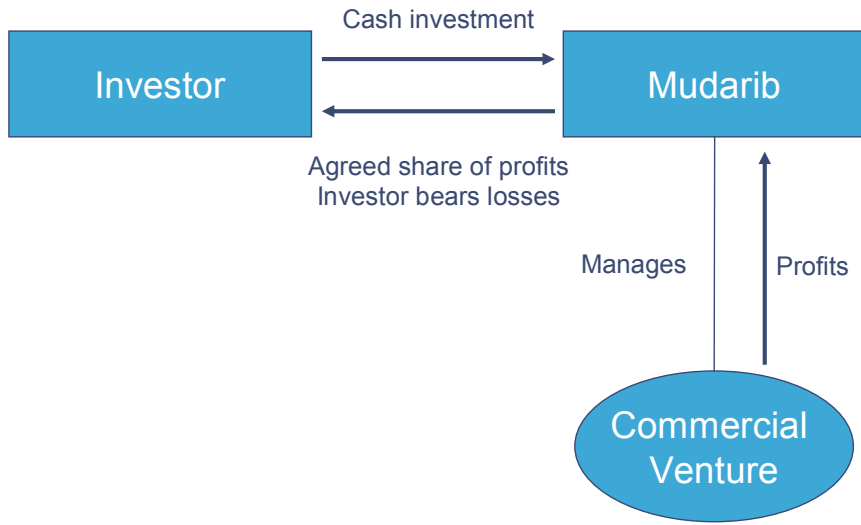 Cash investment
Investor
Mudarib
Agreed share of profits
Investor bears losses
Manages
Profits
Commercial
Venture